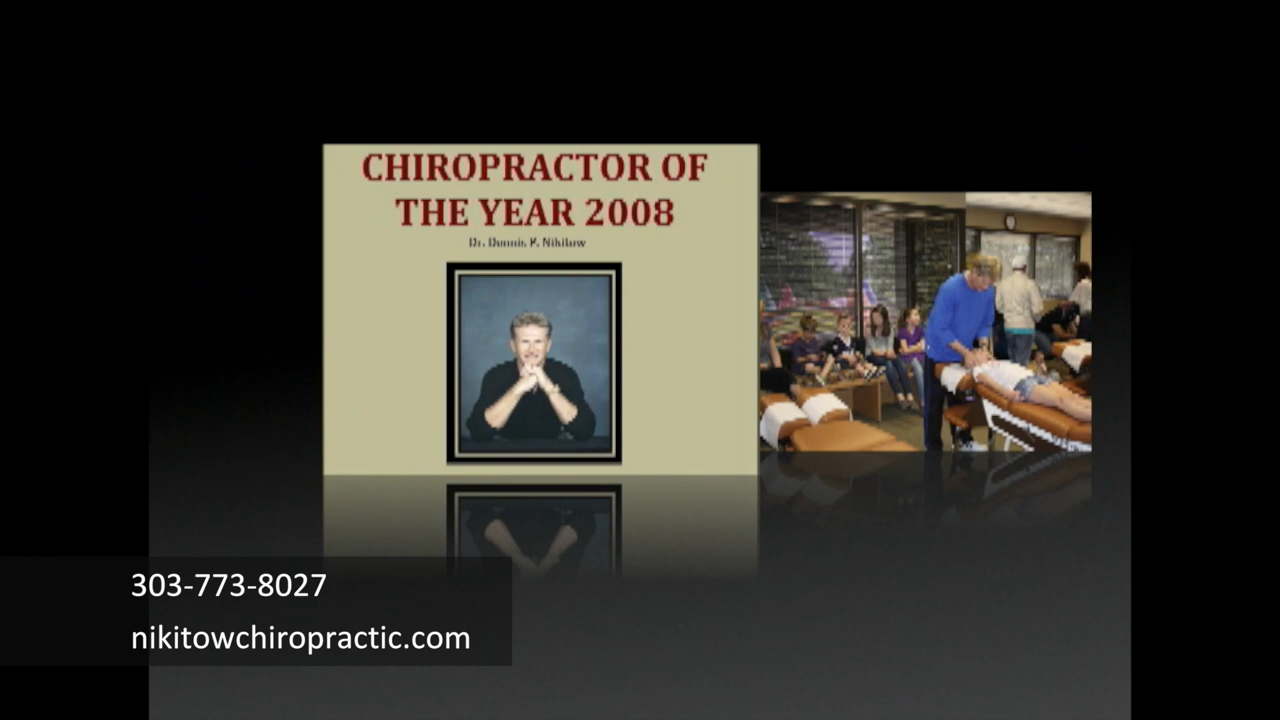 CHIROPRACTOR OF
THE YEAR 2008
Dr. Dennis P. Nikitow
303-773-8027
nikitowchiropractic.com